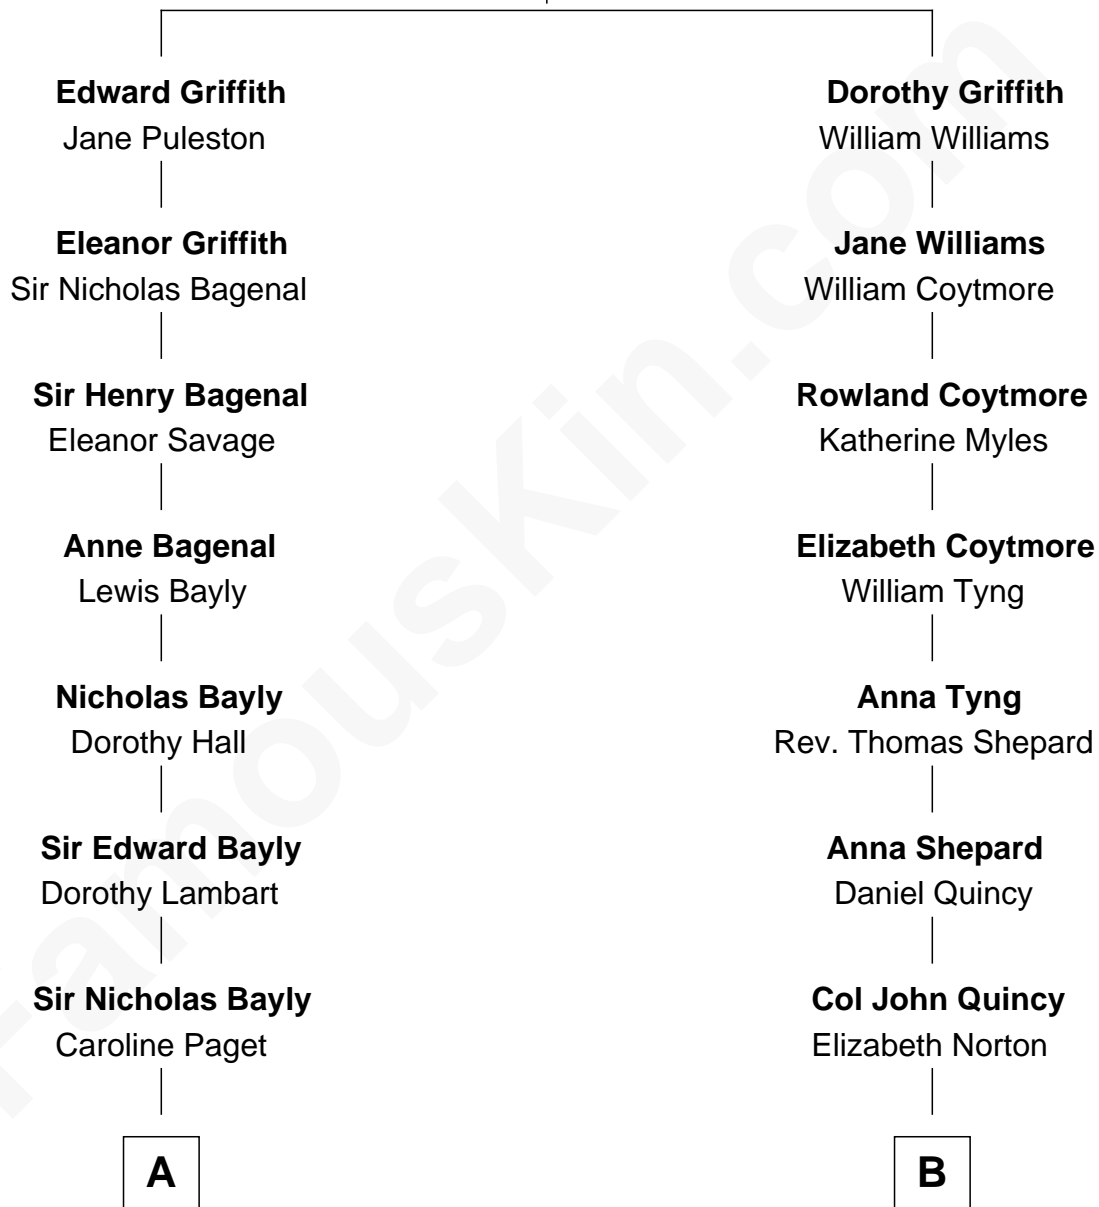 Edward Griffith
Jane Puleston
Eleanor Griffith
Sir Nicholas Bagenal
Sir Henry Bagenal
Eleanor Savage
Anne Bagenal
Lewis Bayly
Nicholas Bayly
Dorothy Hall
Sir Edward Bayly
Dorothy Lambart
Sir Nicholas Bayly
Caroline Paget
A
Dorothy Griffith
William Williams
Jane Williams
William Coytmore
Rowland Coytmore
Katherine Myles
Elizabeth Coytmore
William Tyng
Anna Tyng
Rev. Thomas Shepard
Anna Shepard
Daniel Quincy
Col John Quincy
Elizabeth Norton
B
FamousKin.com